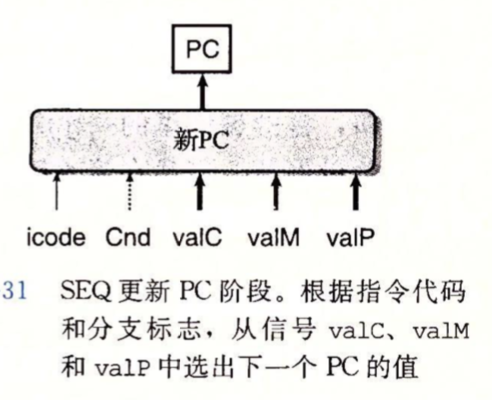 PC
新PC
icode Cnd valC valM valP
31 SEQ 更新 PC 阶段。根据指令代码
和分支标志，从信号 valC、valM
和 valP 中选出下一个 PC 的值